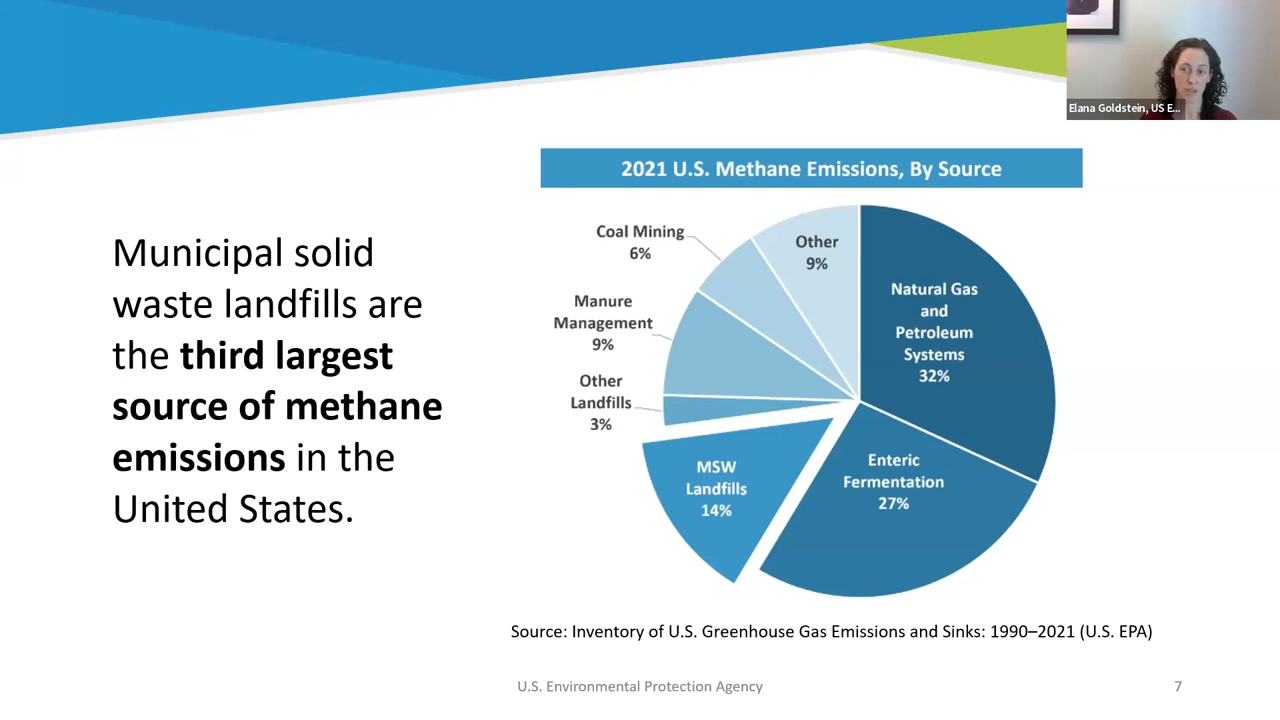 Elana Goldstein, US E...
2021 U.S. Methane Emissions, By Source
Municipal solid
waste landfills are
the third largest
source of methane
emissions in the
United States.
Coal Mining
6%
Other
9%
Natural Gas
and
Petroleum
Systems
32%
Manure
Management
9%
Other
Landfills
3%
MSW
Landfills
14%
Enteric
Fermentation
27%
Source: Inventory of U.S. Greenhouse Gas Emissions and Sinks: 1990–2021 (U.S. EPA)
U.S. Environmental Protection Agency
7